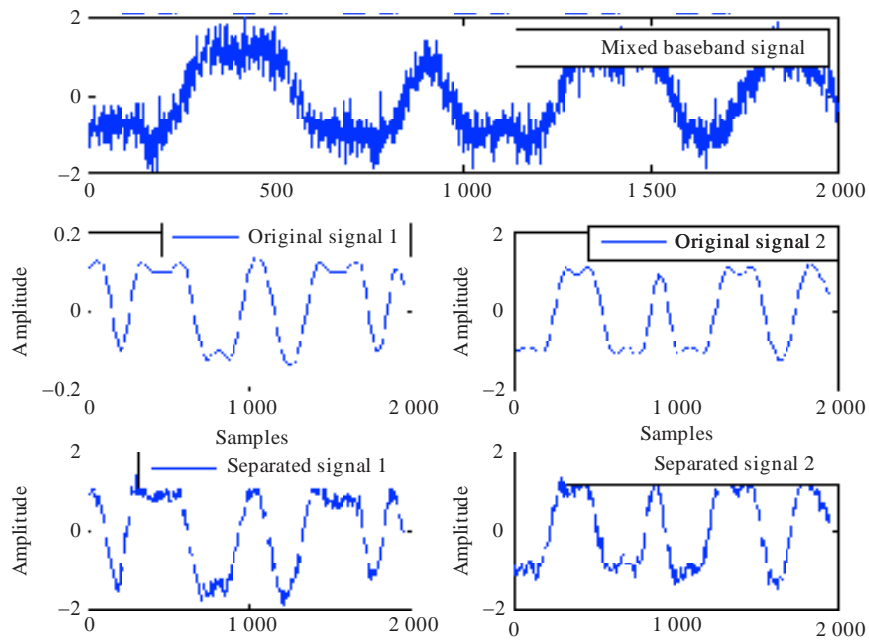 2
Mixed baseband signal
0
−2
0 500 1 000 1 500 2 000
0.2 Original signal 1
Amplitude
0
−0.2
0 1 000 2 000
Samples
2 Original signal 2
Amplitude
0
−2
0 1 000 2 000
Samples
2 Separated signal 1
Amplitude
0
−2
0 1 000 2 000
2 Separated signal 2
Amplitude
0
−2
0 1 000 2 000